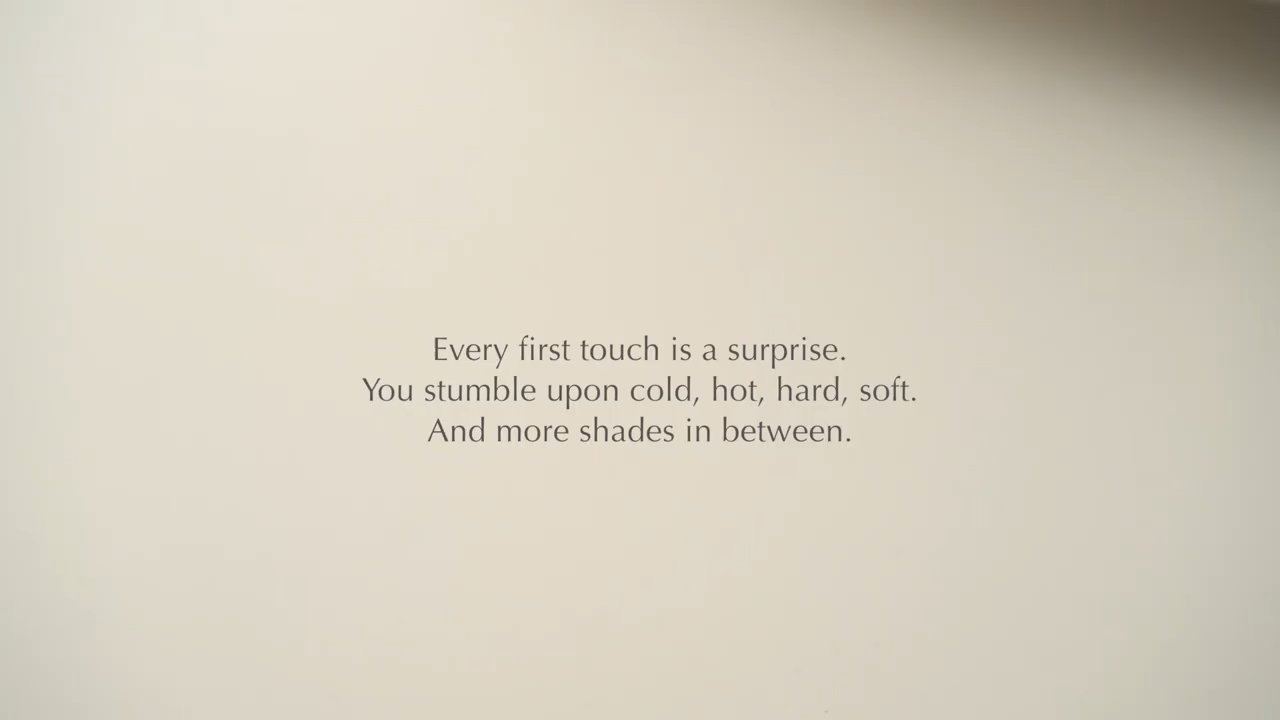 Every first touch is a surprise.
You stumble upon cold, hot, hard, soft.
And more shades in between.